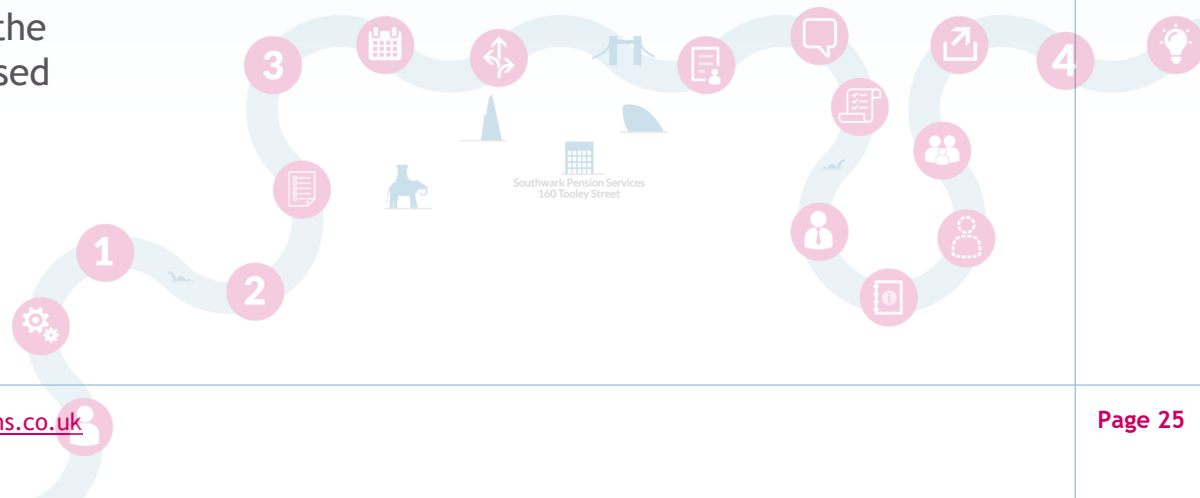 the
sed
3
4
Southwark Pension Services
160 Tooley Street
1
2
ns.co.uk
Page 25